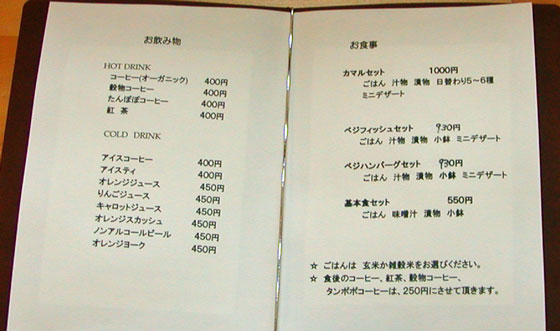 お飲み物
HOT DRINK
コーヒー(オーガニック) 400円
穀物コーヒー 400円
たんぽぽコーヒー 400円
紅 茶 400円
COLD DRINK
アイスコーヒー 400円
アイスティ 400円
オレンジジュース 450円
りんごジュース 450円
キャロットジュース 450円
オレンジスカッシュ 450円
ノンアルコールビール 450円
オレンジヨーク 450円
お食事
カマルセット 1000円
ごはん 汁物 漬物 日替わり5~6種
ミニデザート
ベジフィッシュセット 930円
ごはん 汁物 漬物 小鉢 ミニデザート
ベジハンバーグセット 930円
ごはん 汁物 漬物 小鉢 ミニデザート
基本食セット 550円
ごはん 味噌汁 漬物 小鉢
☆ ごはんは 玄米か雑穀米をお選びください。
☆ 食後のコーヒー、紅茶、穀物コーヒー、
タンポポコーヒーは、250円にさせて頂きます。